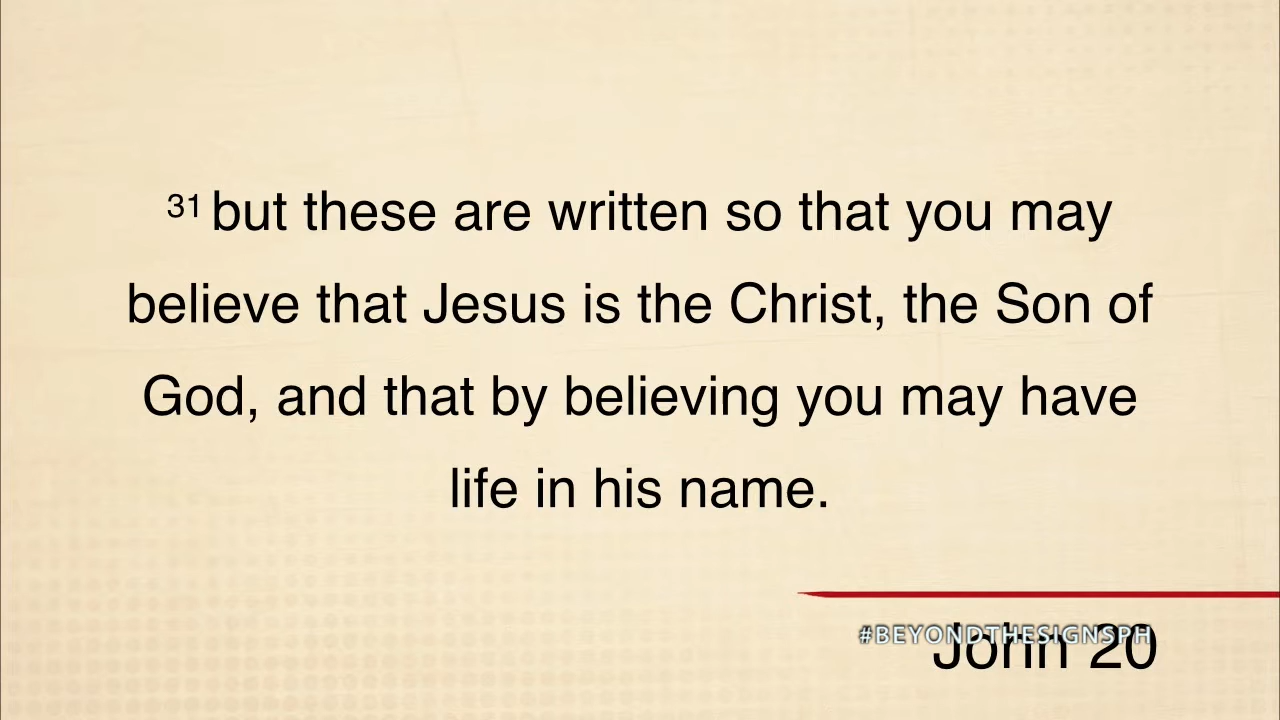 31 but these are written so that you may
believe that Jesus is the Christ, the Son of
God, and that by believing you may have
life in his name.
#BEYONDTHESIGNSPH
John 20